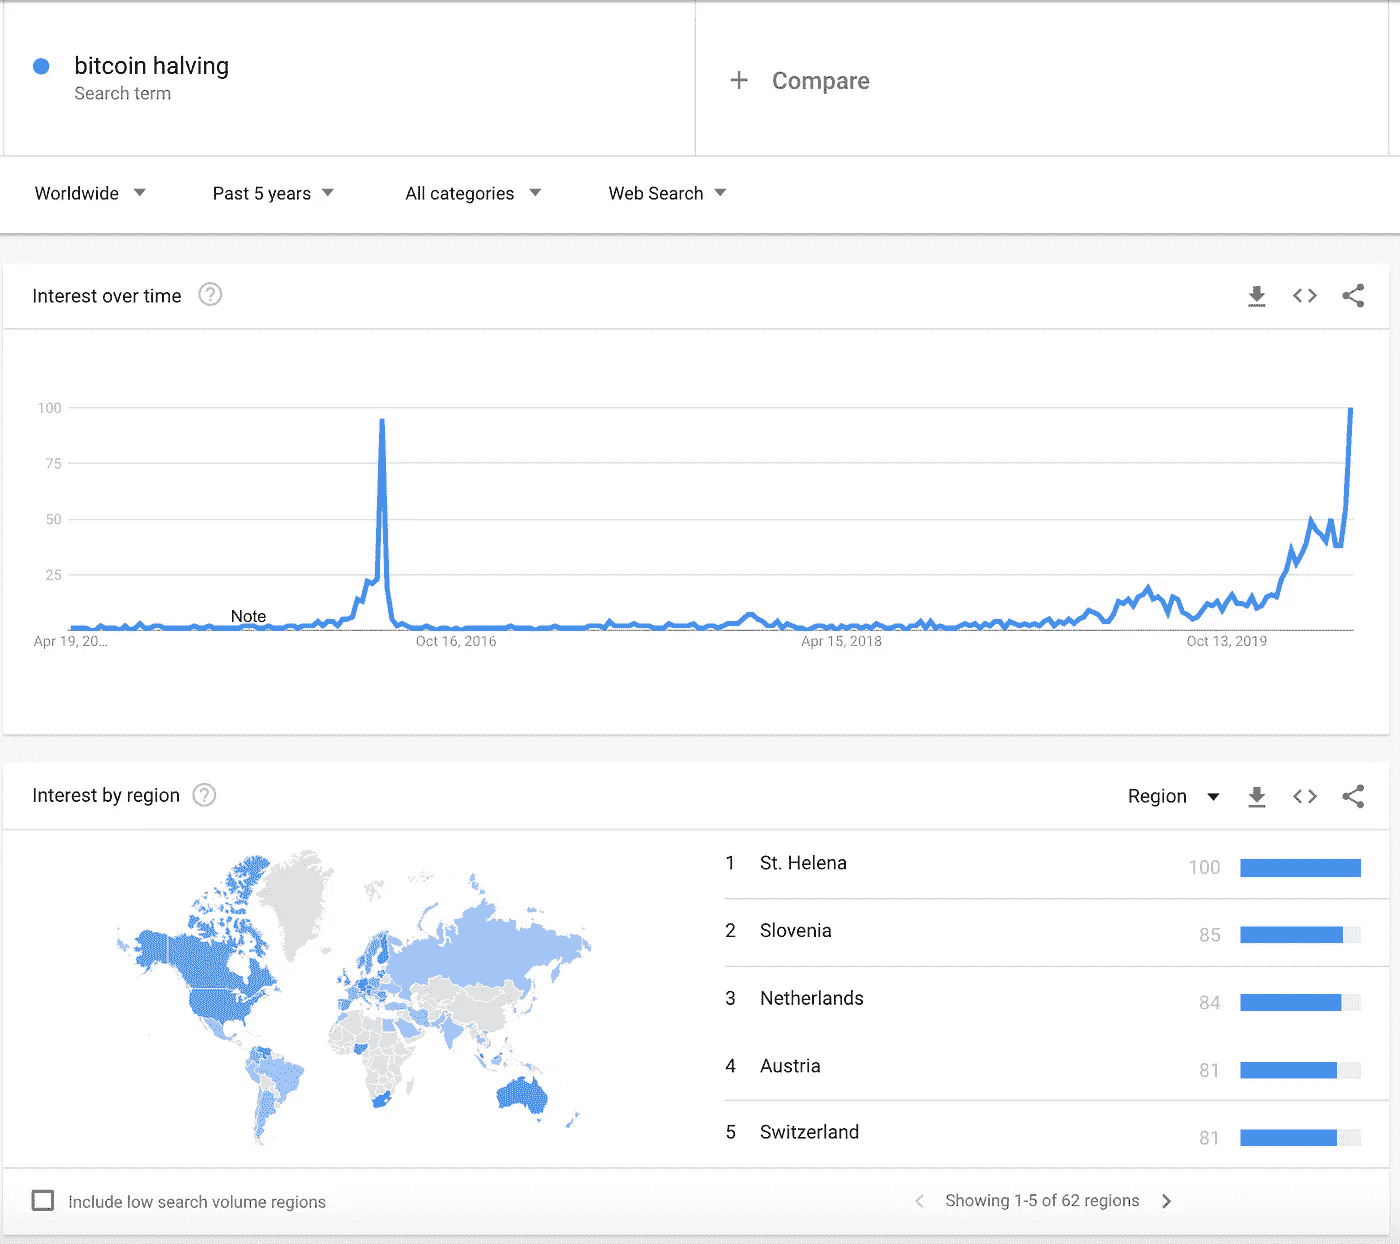 bitcoin halving
Search term
+ Compare
Worldwide Past 5 years All categories Web Search
Interest over time ?
100
75
50
25
Note
Apr 19, 20... Oct 16, 2016 Apr 15, 2018 Oct 13, 2019
Interest by region ? Region
1 St. Helena 100
2 Slovenia 85
3 Netherlands 84
4 Austria 81
5 Switzerland 81
Include low search volume regions Showing 1-5 of 62 regions